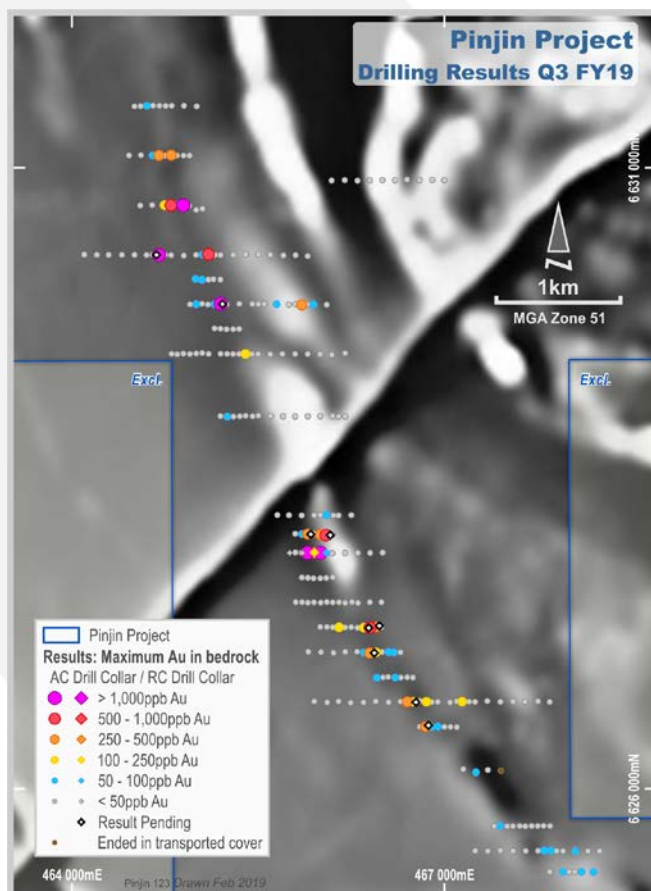 Pinjin Project
Drilling Results Q3 FY19
6 631 000mN
Z
1km
MGA Zone 51
Excl.
Excl.
Pinjin Project
Results: Maximum Au in bedrock
AC Drill Collar / RC Drill Collar
> 1,000ppb Au
500 - 1,000ppb Au
250 - 500ppb Au
100 - 250ppb Au
50 - 100ppb Au
< 50ppb Au
Result Pending
Ended in transported cover
6 626 000mN
464 000mE
Pinjin 123 Drawn Feb 2019
467 000mE